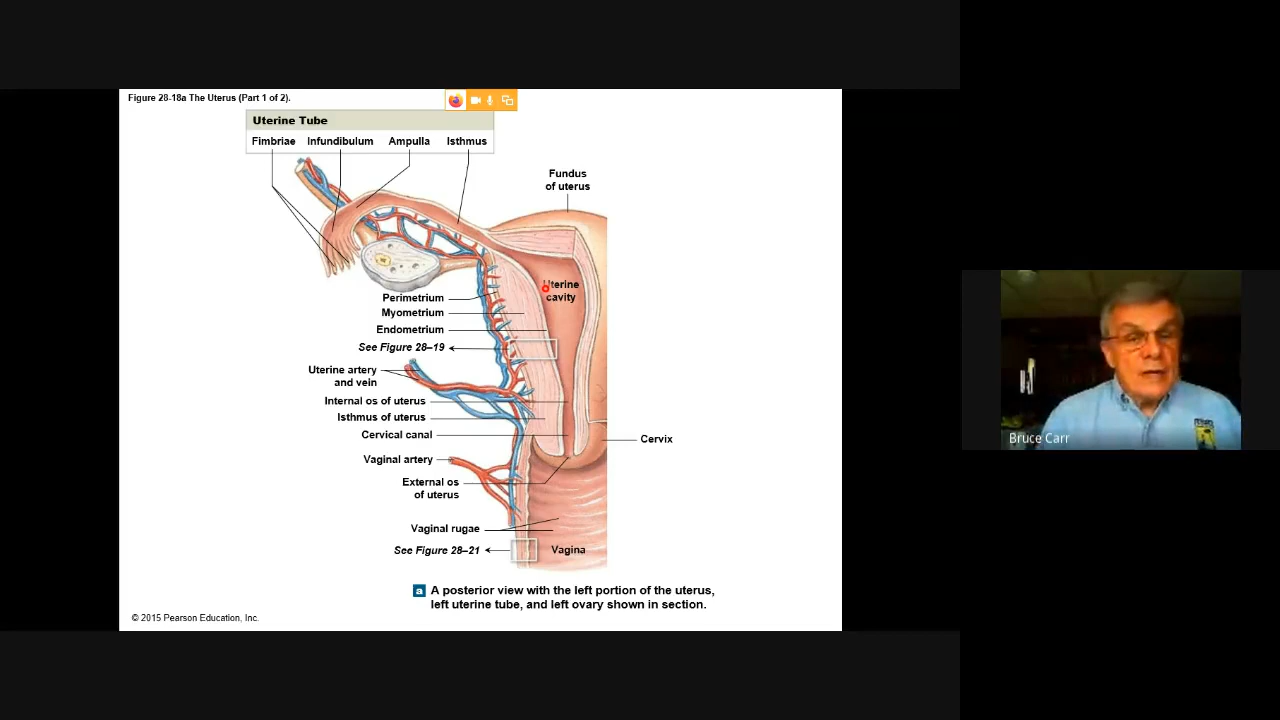 Figure 28-18a The Uterus (Part 1 of 2).
Uterine Tube
Fimbriae Infundibulum Ampulla Isthmus
Fundus
of uterus
Uterine
cavity
Perimetrium
Myometrium
Endometrium
See Figure 28–19
Uterine artery
and vein
Internal os of uterus
Isthmus of uterus
Cervical canal
Cervix
Vaginal artery
External os
of uterus
Vaginal rugae
See Figure 28–21
Vagina
a A posterior view with the left portion of the uterus,
left uterine tube, and left ovary shown in section.
© 2015 Pearson Education, Inc.
Bruce Carr